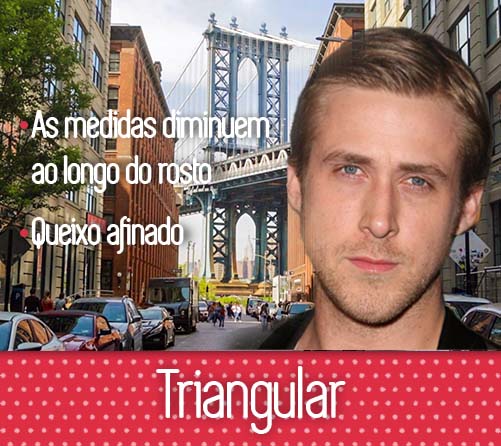 As medidas diminuem
ao longo do rosto
Queixo afinado
Triangular